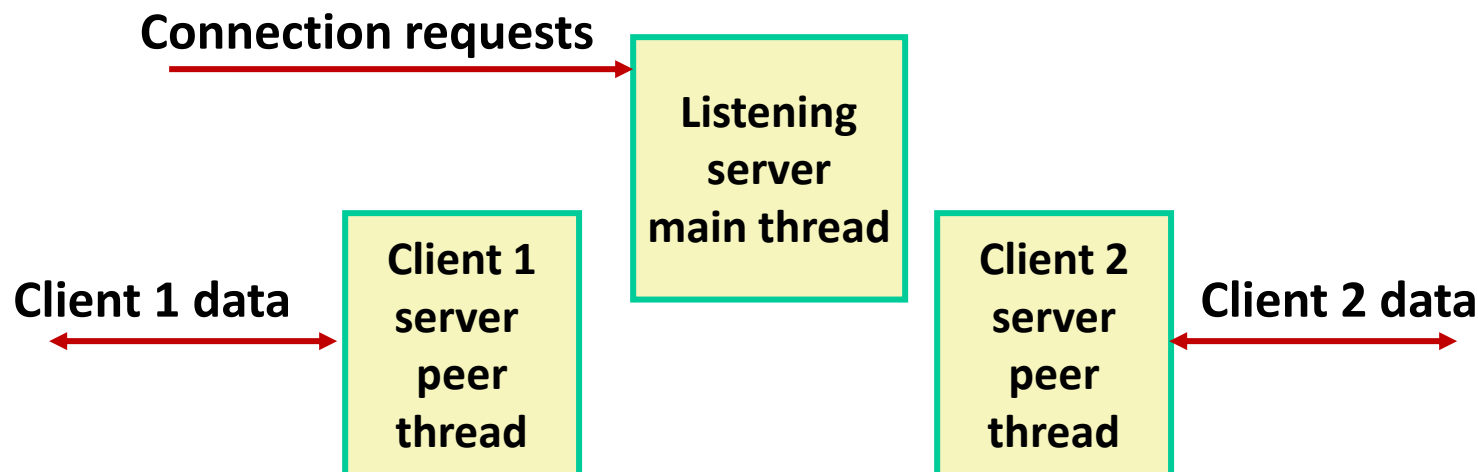 Connection requests
Listening
server
main thread
Client 1
server
peer
thread
Client 2
server
peer
thread
Client 1 data
Client 2 data